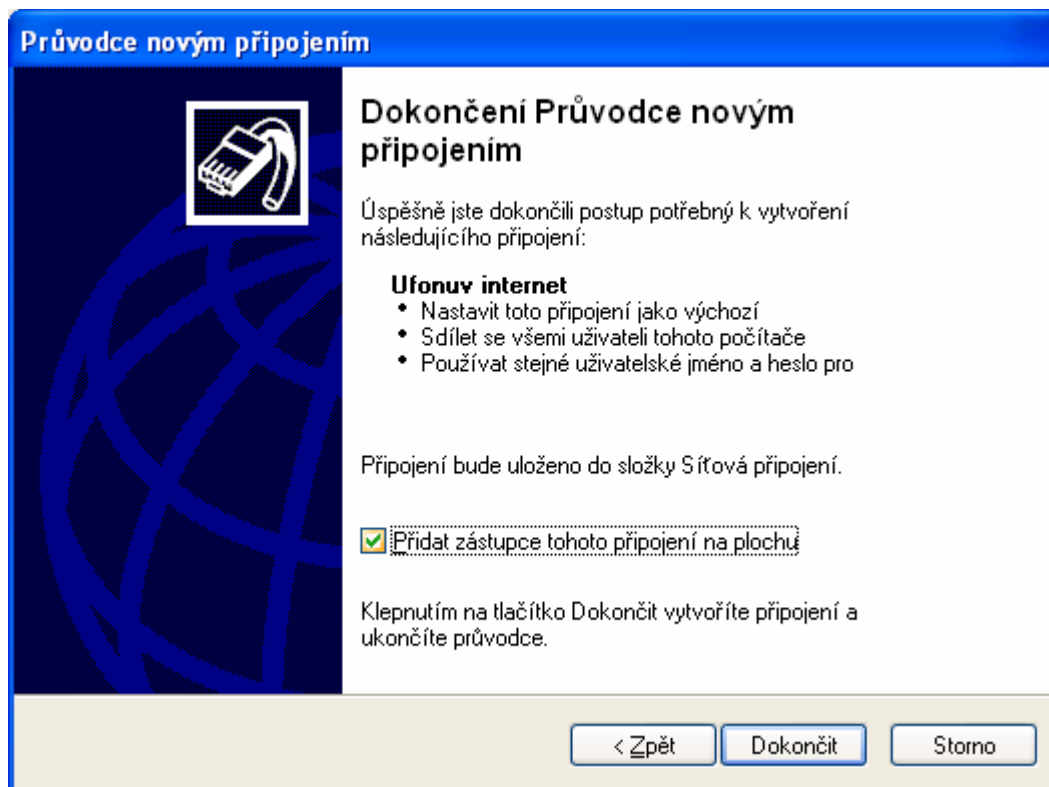 Průvodce novým připojením
Dokončení Průvodce novým
připojením
Úspěšně jste dokončili postup potřebný k vytvoření
následujícího připojení:
Ufonuv internet
• Nastavit toto připojení jako výchozí
• Sdílet se všemi uživateli tohoto počítače
• Používat stejné uživatelské jméno a heslo pro
Připojení bude uloženo do složky Síťová připojení.
Přidat zástupce tohoto připojení na plochu
Klepnutím na tlačítko Dokončit vytvoříte připojení a
ukončíte průvodce.
< Zpět Dokončit Storno